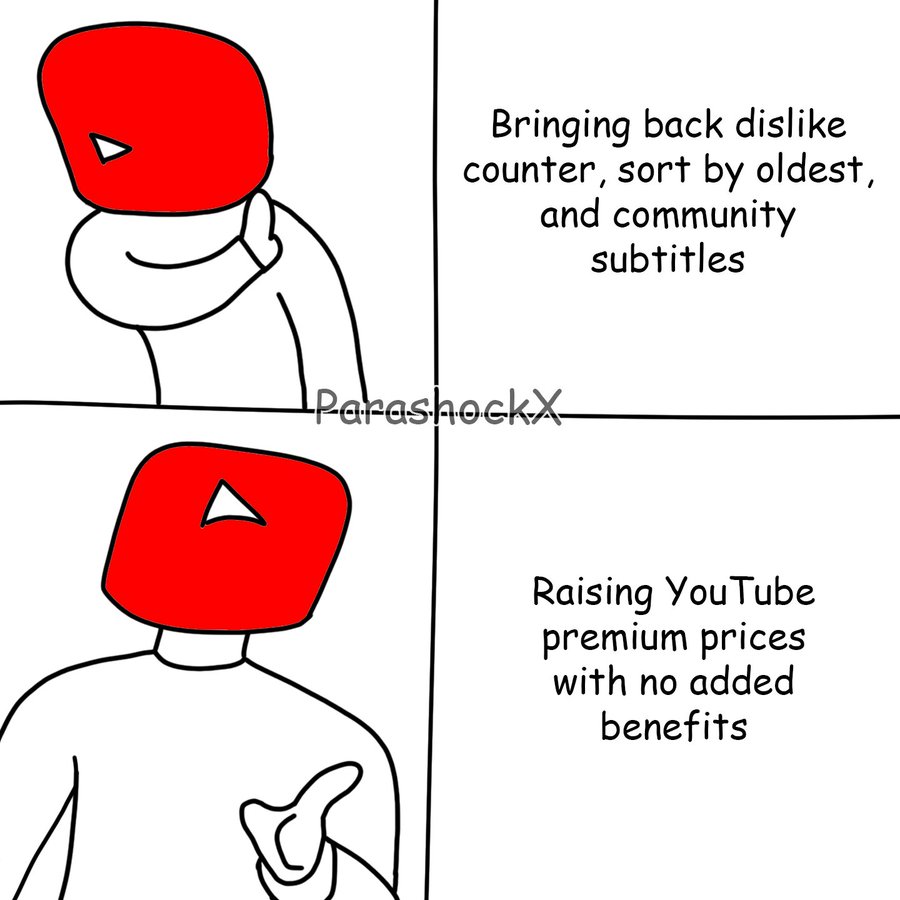 Bringing back dislike
counter, sort by oldest,
and community
subtitles
ParashockX
Raising YouTube
premium prices
with no added
benefits